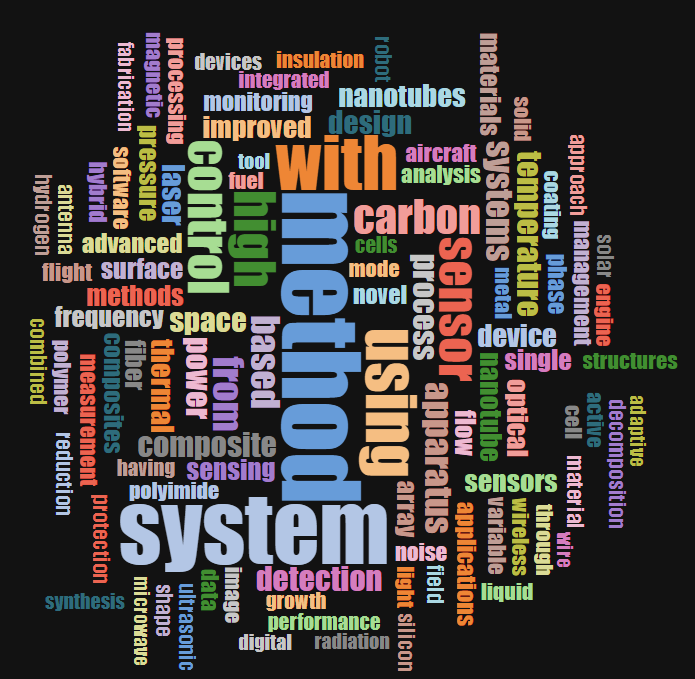 robot
devices
insulation
integrated
monitoring
nanotubes
improved
design
fabrication
magnetic
processing
materials
solid
tool
with
aircraft
analysis
fuel
control
pressure
software
laser
hybrid
hydrogen
antenna
high
method
carbon
systems
temperature
coating
approach
management
solar
engine
phase
metal
advanced
surface
flight
methods
cells
mode
novel
process
sensor
frequency
space
based
using
device
single
structures
combined
polymer
measurement
composites
fiber
thermal
power
from
nanotube
optical
flow
apparatus
cell
active
decomposition
adaptive
composite
having
sensing
polyimide
reduction
protection
system
array
sensors
applications
variable
wireless
through
wire
material
noise
detection
light
field
liquid
synthesis
microwave
shape
ultrasonic
data
image
growth
performance
digital
radiation
silicon